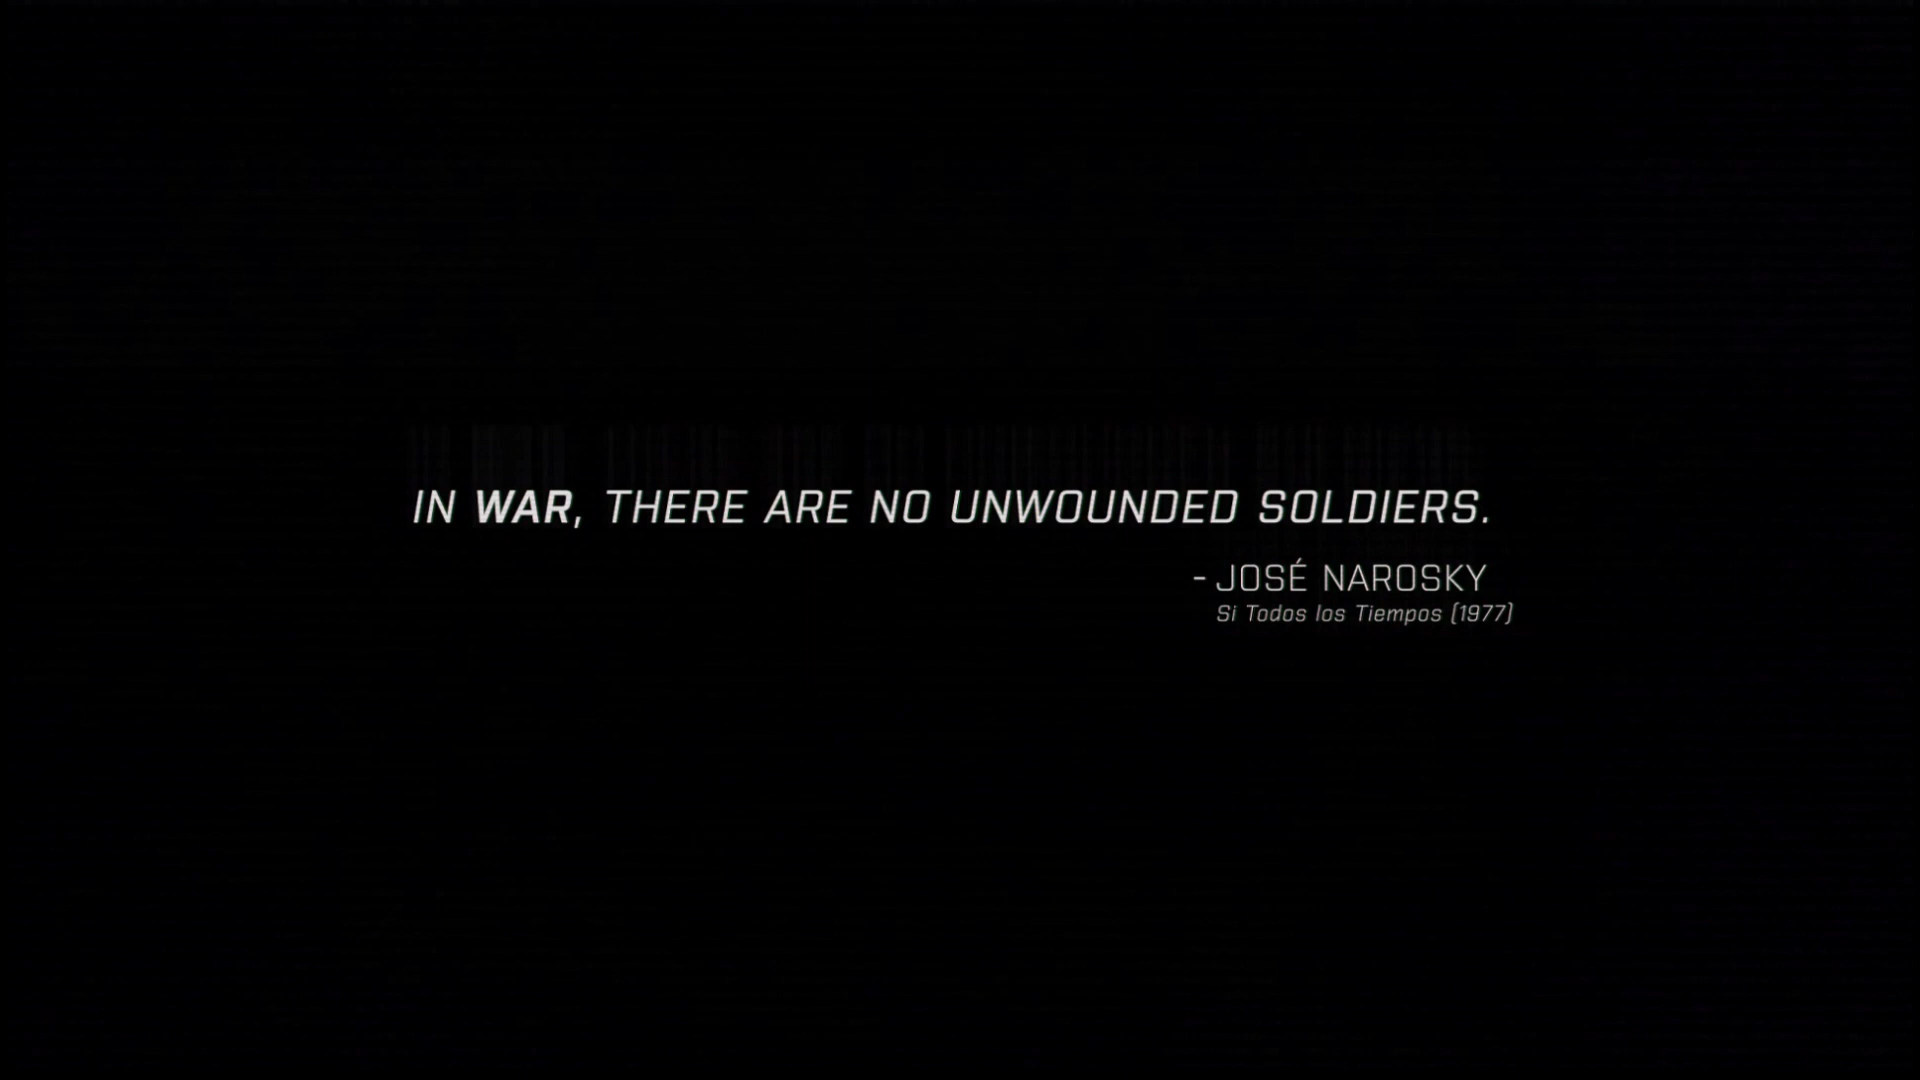 IN WAR, THERE ARE NO UNWOUNDED SOLDIERS.
- JOSÉ NAROSKY
Si Todos los Tiempos (1977)